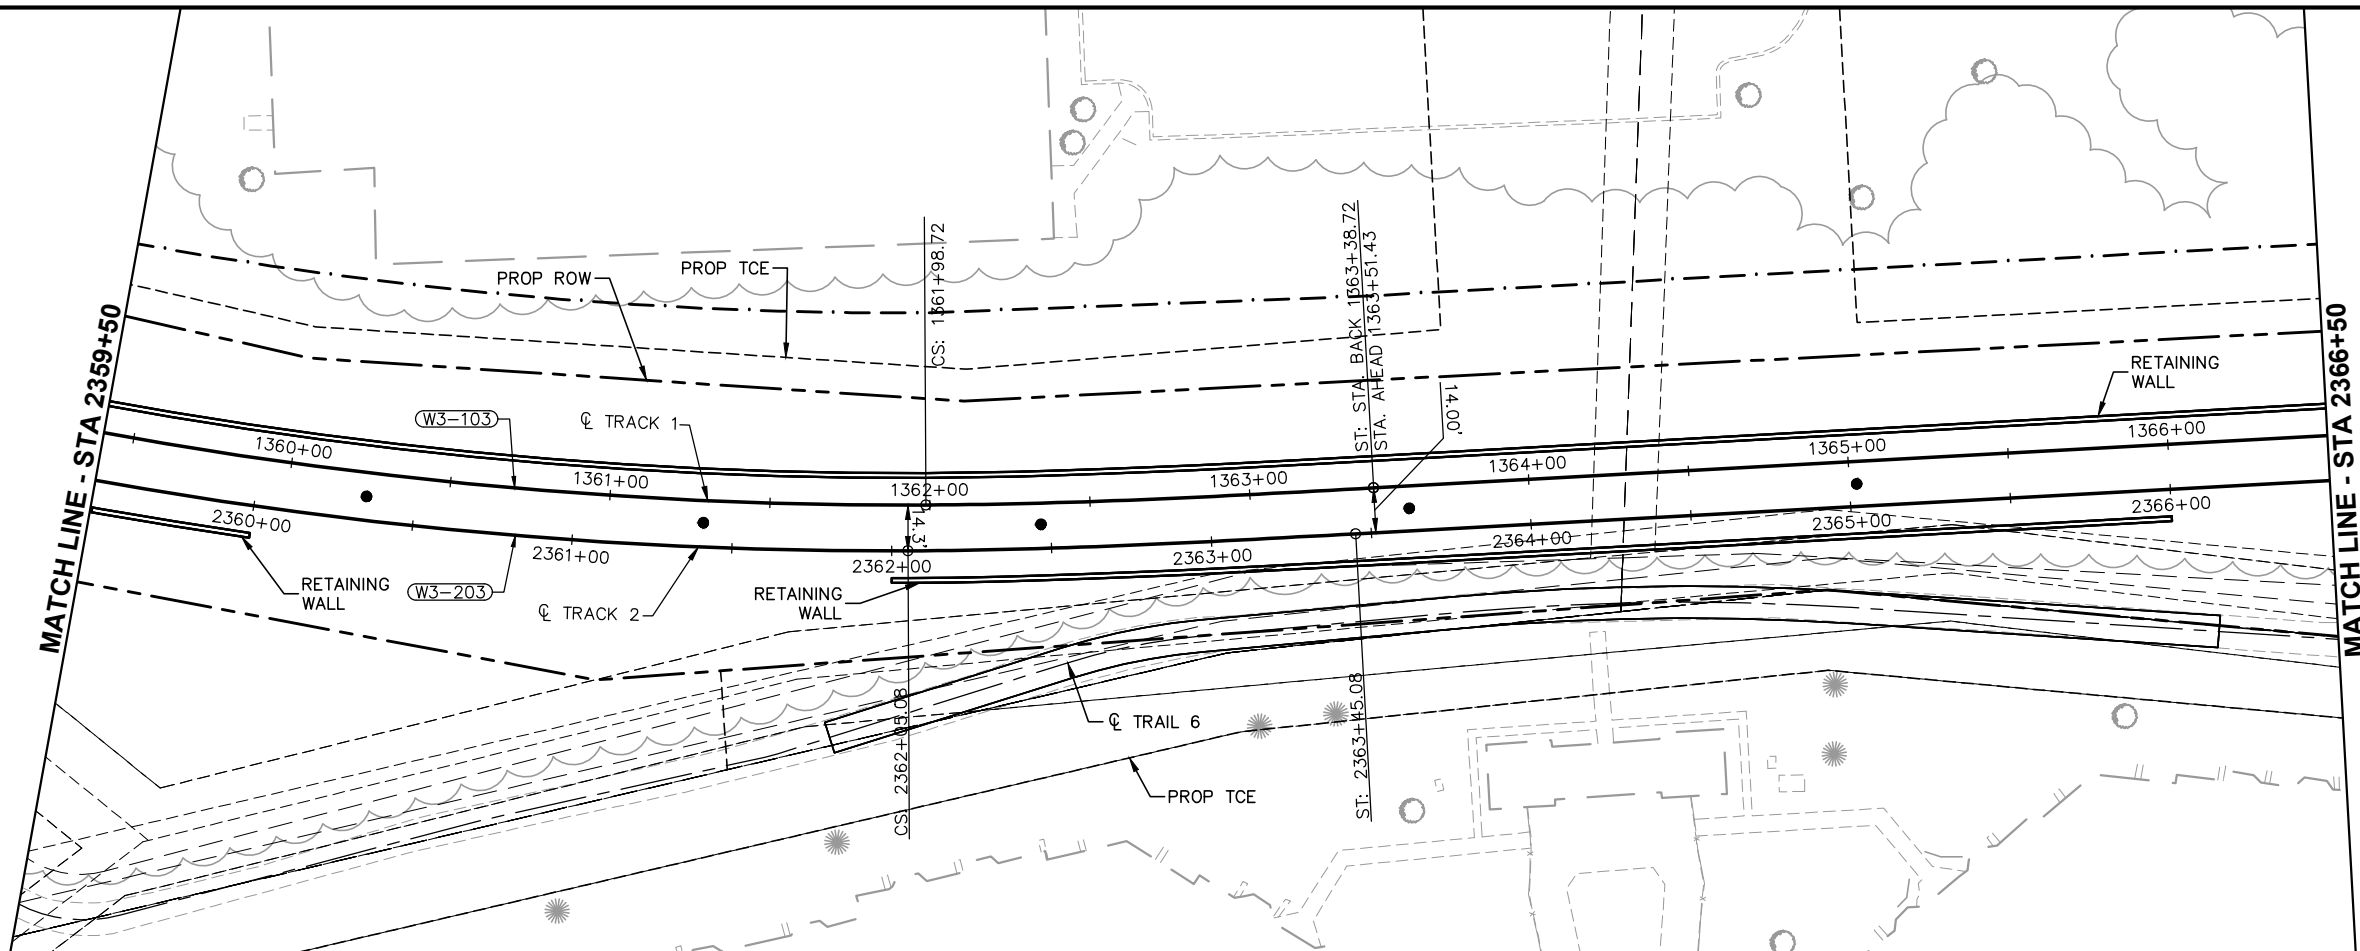 CS: 1361+98.72
ST: STA. BACK 1363+38.72
STA. AHEAD 1363+51.43
PROP ROW
PROP TCE
MATCH LINE - STA 2359+50
MATCH LINE - STA 2366+50
RETAINING
WALL
14.00'
W3-103
℄ TRACK 1
1360+00
1361+00
1362+00
1363+00
1364+00
1365+00
1366+00
14.3'
2360+00
2361+00
2362+00
2363+00
2364+00
2365+00
2366+00
RETAINING
WALL
W3-203
℄ TRACK 2
RETAINING
WALL
CS: 2362+05.08
ST: 2363+45.08
℄ TRAIL 6
PROP TCE